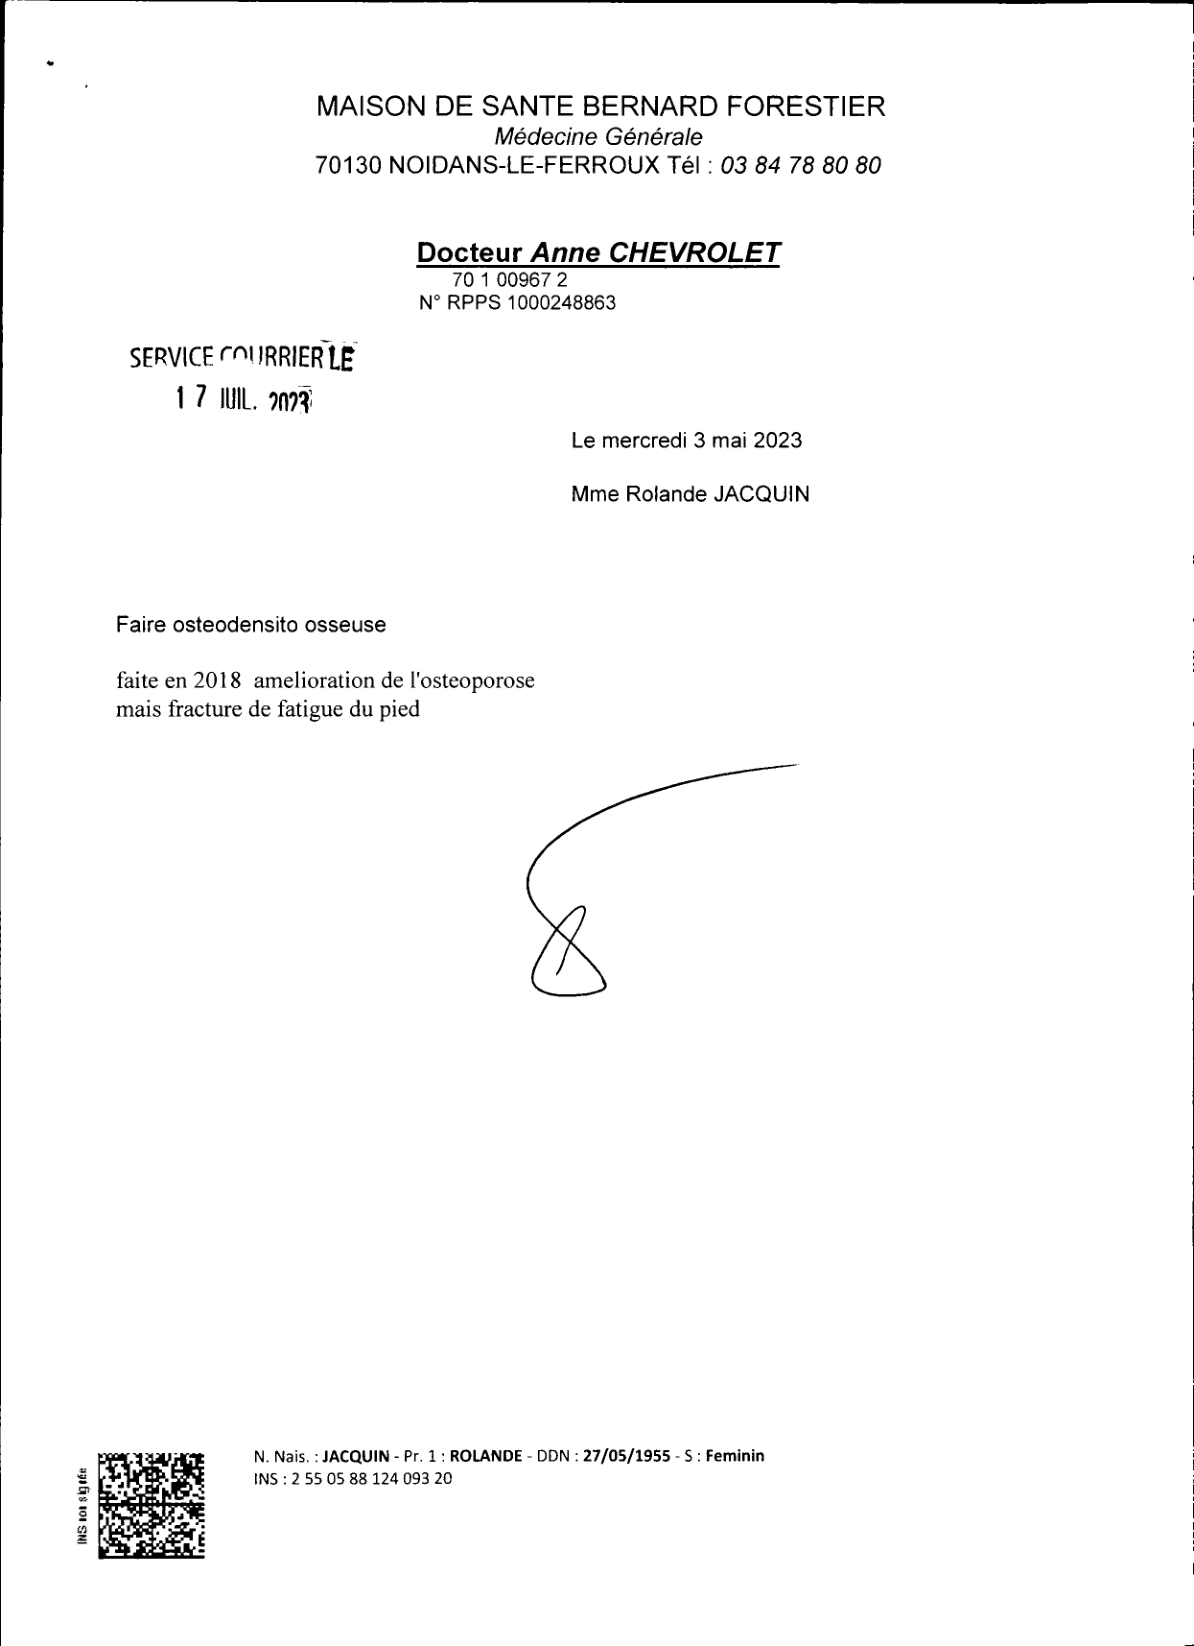 MAISON DE SANTE BERNARD FORESTIER
Médecine Générale
70130 NOIDANS-LE-FERROUX Tél : 03 84 78 80 80
Docteur Anne CHEVROLET
70 1 00967 2
N° RPPS 1000248863
SERVICE COURRIER LE
17 JUIL. 2023
Le mercredi 3 mai 2023
Mme Rolande JACQUIN
Faire osteodensito osseuse
faite en 2018 amelioration de l'osteoporose
mais fracture de fatigue du pied
N. Nais. : JACQUIN - Pr. 1 : ROLANDE - DDN : 27/05/1955 - S : Feminin
INS : 2 55 05 88 124 093 20
INS non signée